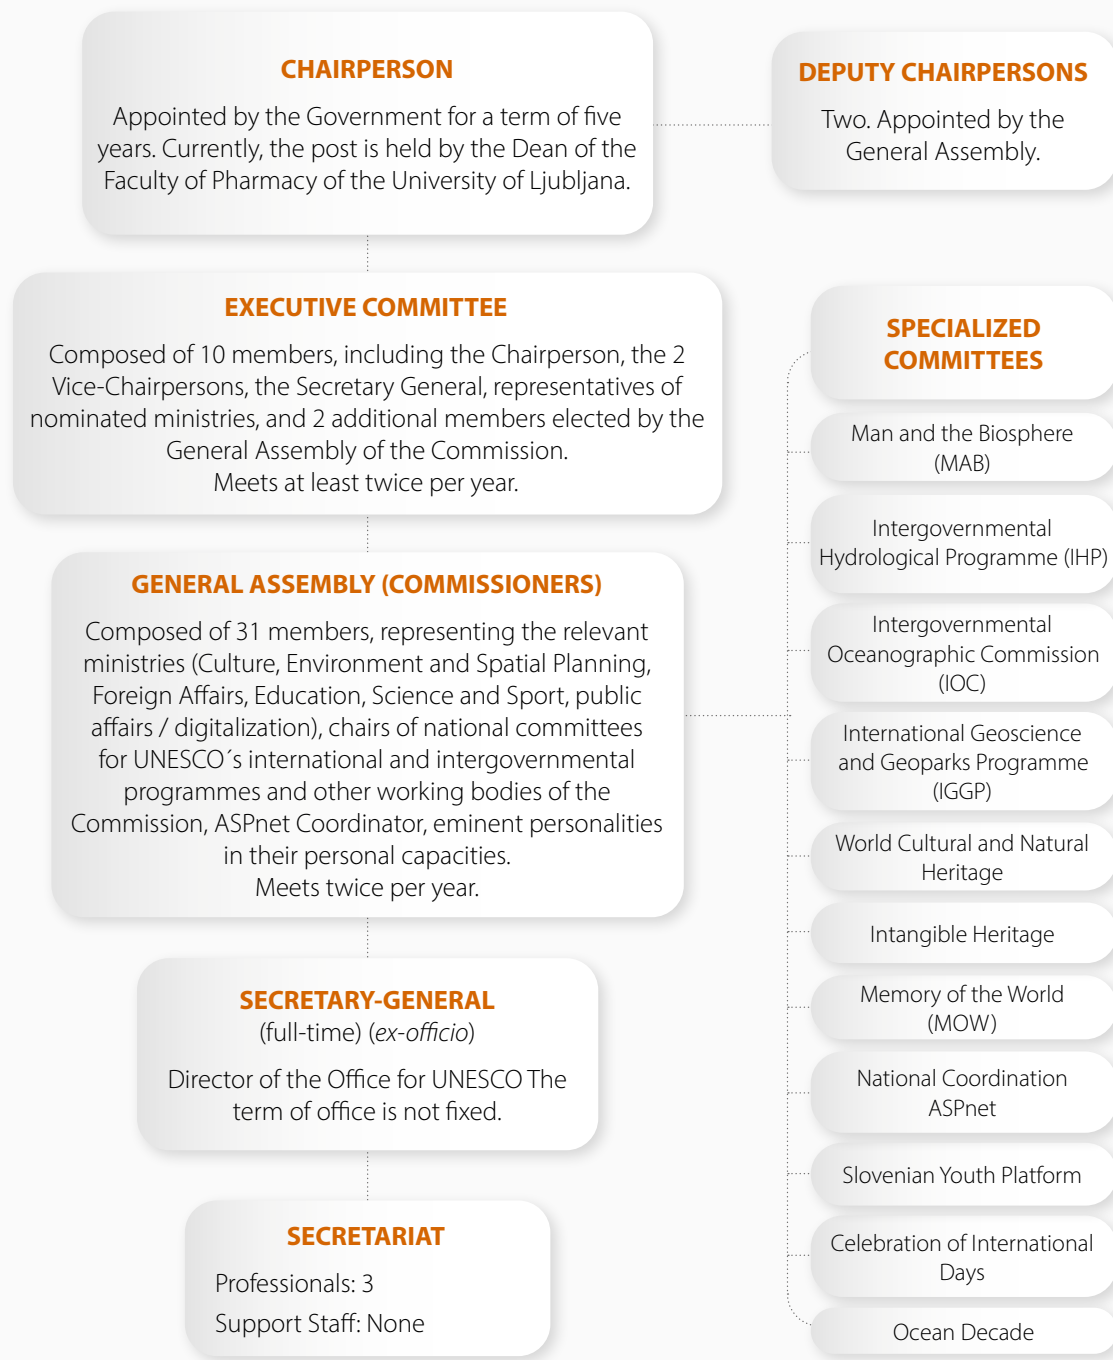 CHAIRPERSON
Appointed by the Government for a term of five
years. Currently, the post is held by the Dean of the
Faculty of Pharmacy of the University of Ljubljana.
DEPUTY CHAIRPERSONS
Two. Appointed by the
General Assembly.
EXECUTIVE COMMITTEE
Composed of 10 members, including the Chairperson, the 2
Vice-Chairpersons, the Secretary General, representatives of
nominated ministries, and 2 additional members elected by the
General Assembly of the Commission.
Meets at least twice per year.
GENERAL ASSEMBLY (COMMISSIONERS)
Composed of 31 members, representing the relevant
ministries (Culture, Environment and Spatial Planning,
Foreign Affairs, Education, Science and Sport, public
affairs / digitalization), chairs of national committees
for UNESCO´s international and intergovernmental
programmes and other working bodies of the
Commission, ASPnet Coordinator, eminent personalities
in their personal capacities.
Meets twice per year.
SECRETARY-GENERAL
(full-time) (ex-officio)
Director of the Office for UNESCO The
term of office is not fixed.
SECRETARIAT
Professionals: 3
Support Staff: None
SPECIALIZED
COMMITTEES
Man and the Biosphere
(MAB)
Intergovernmental
Hydrological Programme (IHP)
Intergovernmental
Oceanographic Commission
(IOC)
International Geoscience
and Geoparks Programme
(IGGP)
World Cultural and Natural
Heritage
Intangible Heritage
Memory of the World
(MOW)
National Coordination
ASPnet
Slovenian Youth Platform
Celebration of International
Days
Ocean Decade